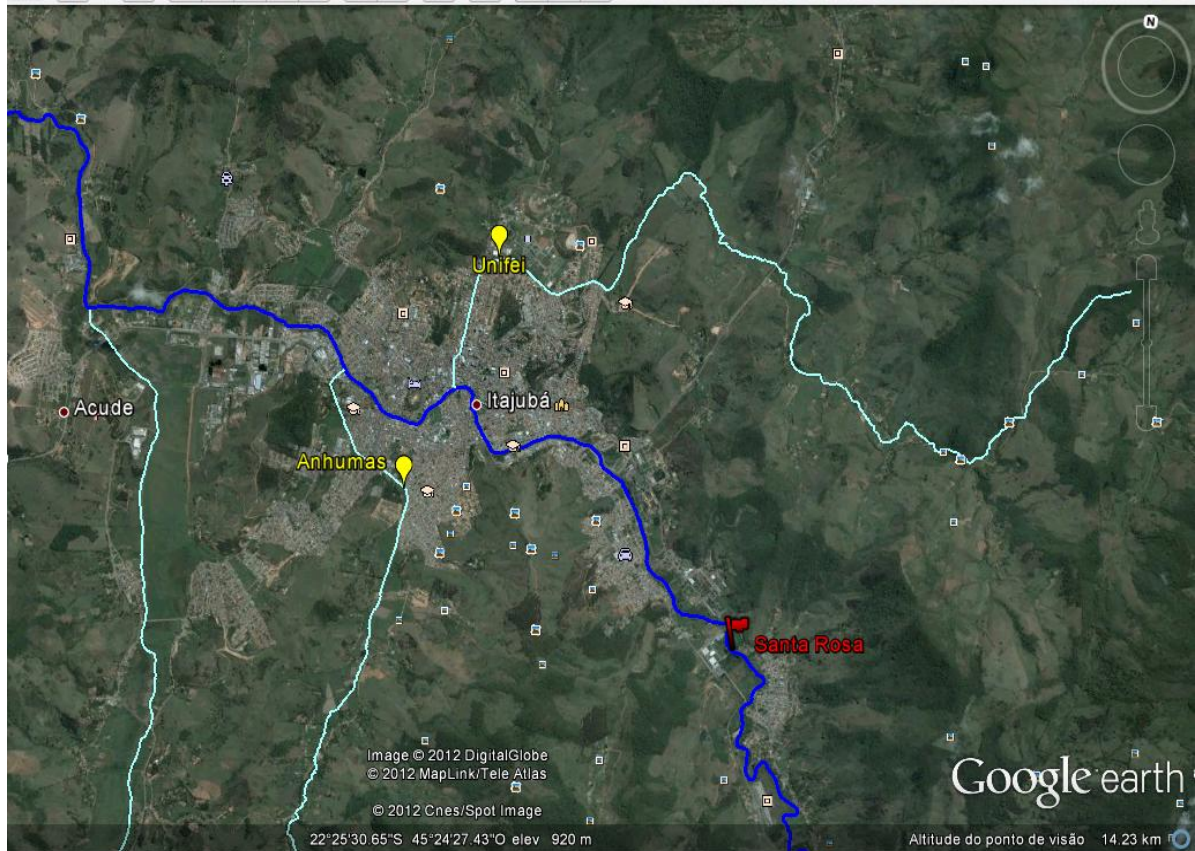 N
Unifei
Açude
Itajubá
Anhumas
Santa Rosa
Image © 2012 DigitalGlobe
© 2012 MapLink/Tele Atlas
© 2012 Cnes/Spot Image
Google earth
22°25'30.65"S 45°24'27.43"O elev 920 m
Altitude do ponto de visão 14.23 km